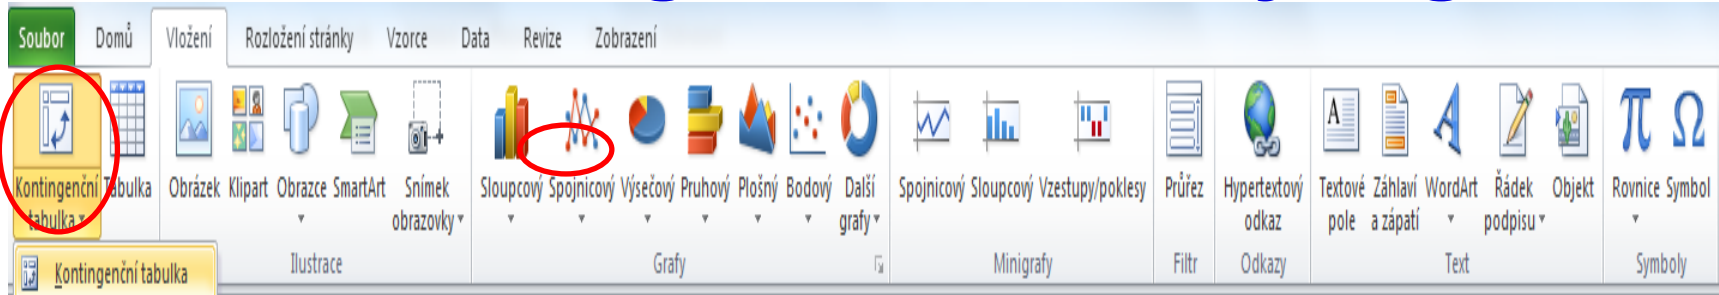 Soubor Domů Vložení Rozložení stránky Vzorce Data Revize Zobrazení
Kontingenční Tabulka Obrázek Klipart Obrazce SmartArt Snímek Sloupcový Spojnicový Výsečový Pruhový Plošný Bodový Další Spojnicový Sloupcový Vzestupy/poklesy Průřez Hypertextový Textové Záhlaví WordArt Řádek Objekt Rovnice Symbol
tabulka obrazovky grafy odkaz pole a zápatí podpisu
Ilustrace Grafy Minigrafy Filtr Odkazy Text Symboly
Kontingenční tabulka